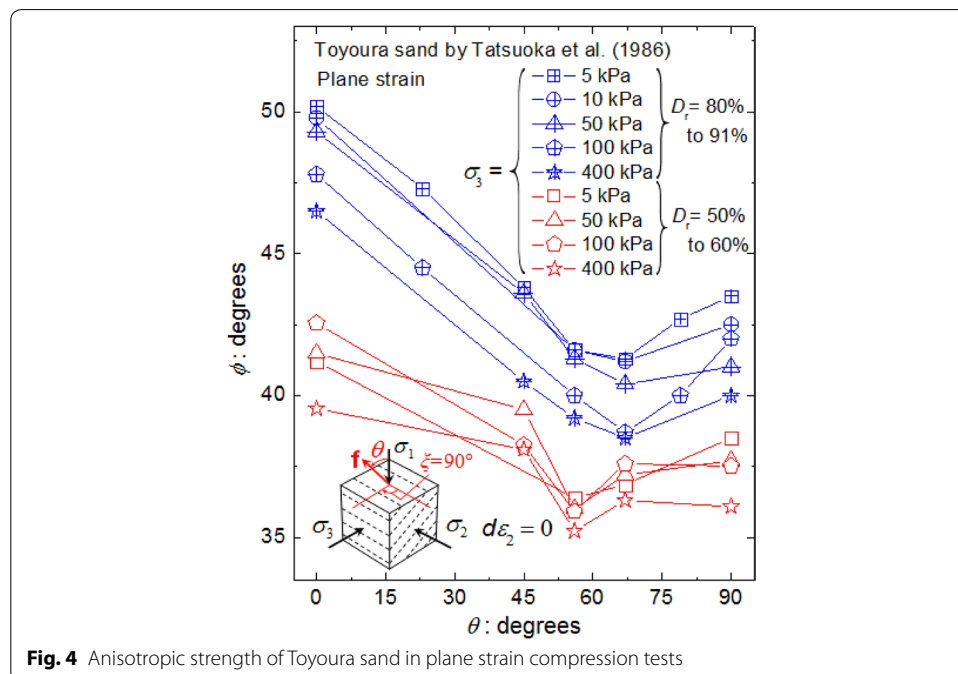 Toyoura sand by Tatsuoka et al. (1986)
Plane strain
σ3 =
5 kPa
10 kPa
50 kPa
100 kPa
400 kPa
Dr= 80%
to 91%
5 kPa
50 kPa
100 kPa
400 kPa
Dr= 50%
to 60%
ϕ: degrees
50
45
40
35
f
θ
σ1
ξ=90°
σ3
σ2
dε2 = 0
0
15
30
45
60
75
90
θ : degrees
Fig. 4 Anisotropic strength of Toyoura sand in plane strain compression tests